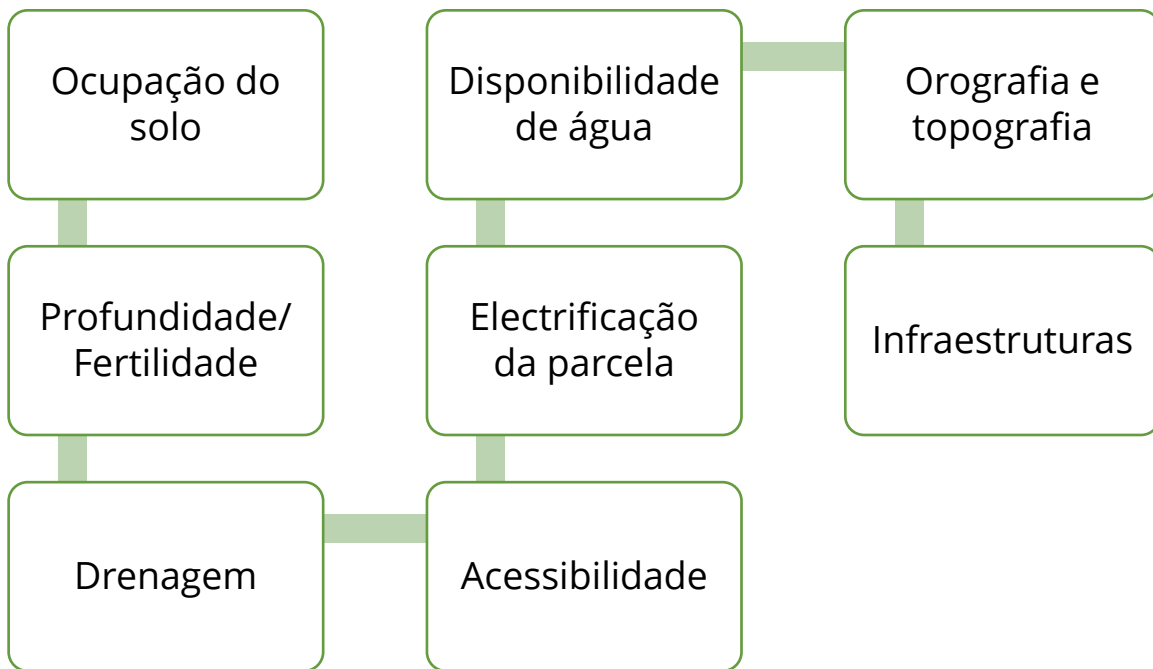 Ocupação do
solo
Profundidade/
Fertilidade
Drenagem
Acessibilidade
Electrificação
da parcela
Disponibilidade
de água
Orografia e
topografia
Infraestruturas